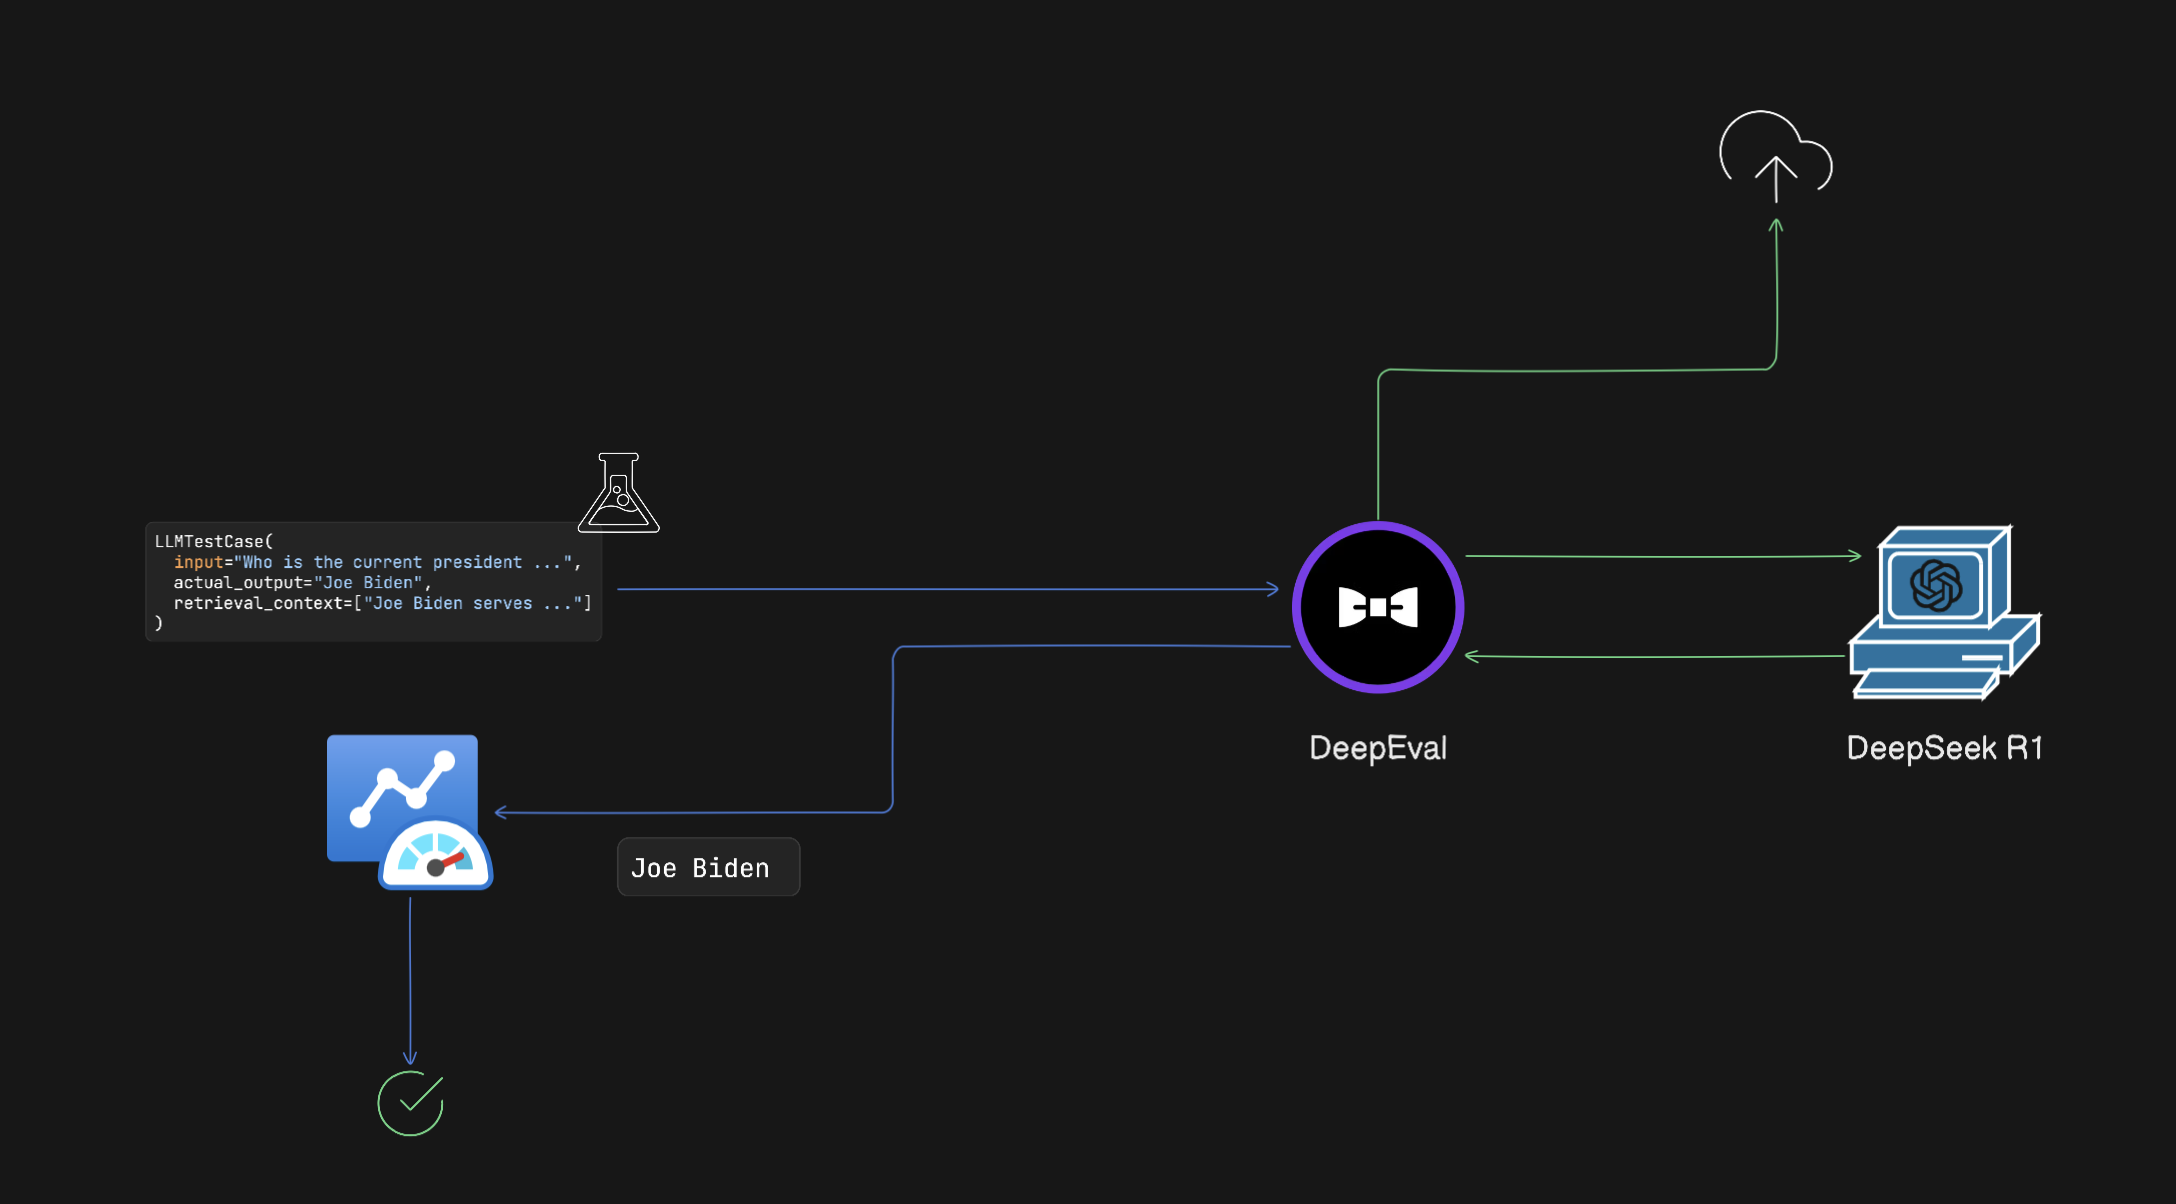 LLMTestCase(
  input="Who is the current president ...",
  actual_output="Joe Biden",
  retrieval_context=["Joe Biden serves ..."]
)
DeepEval
DeepSeek R1
Joe Biden